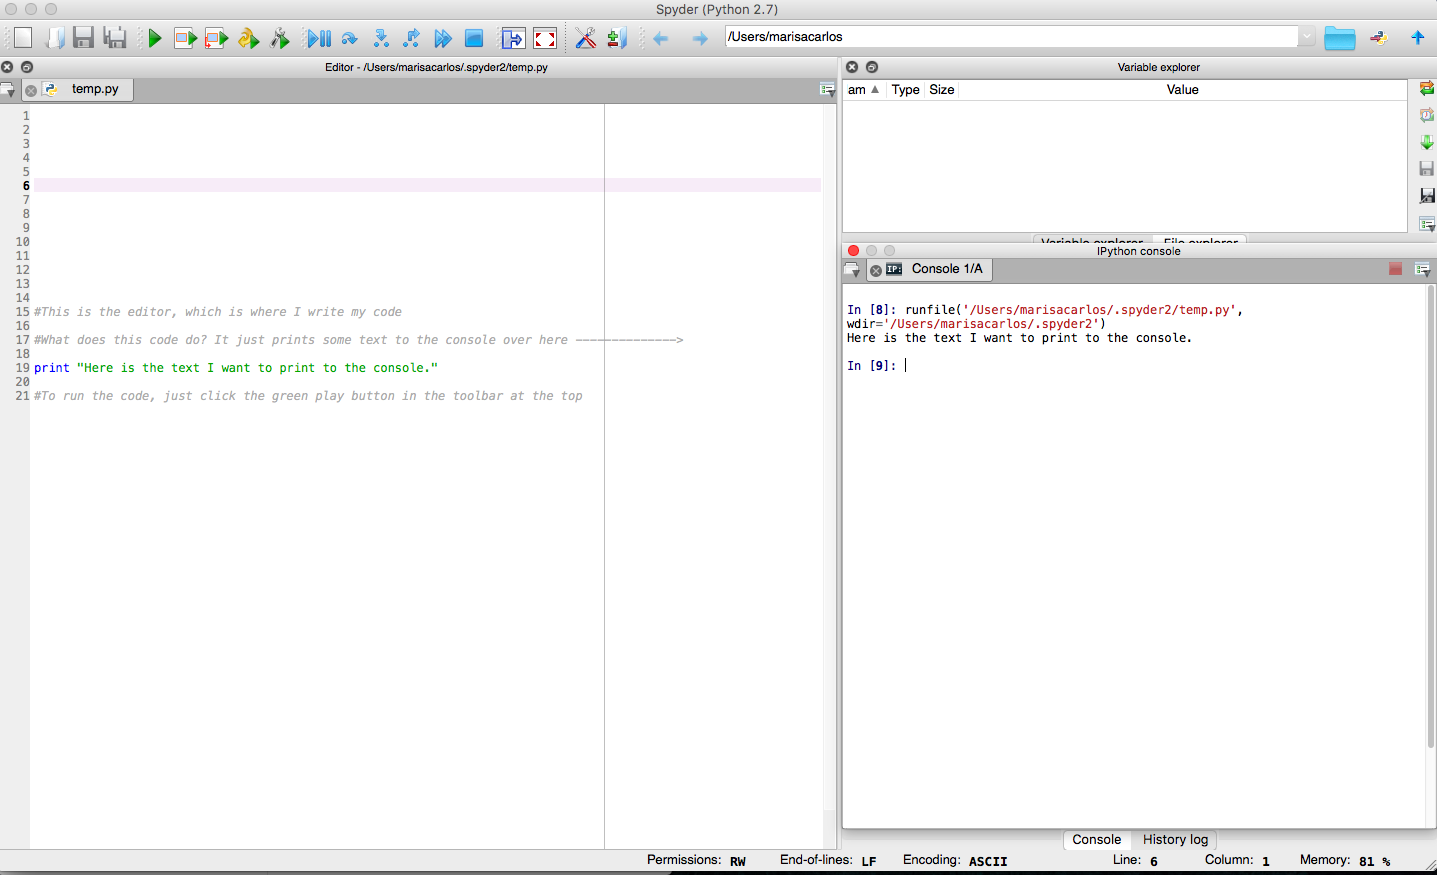 Spyder (Python 2.7)
/Users/marisacarlos
Editor - /Users/marisacarlos/.spyder2/temp.py
temp.py
1
2
3
4
5
6
7
8
9
10
11
12
13
14
15 #This is the editor, which is where I write my code
16
17 #What does this code do? It just prints some text to the console over here -------------->
18
19 print "Here is the text I want to print to the console."
20
21 #To run the code, just click the green play button in the toolbar at the top
Variable explorer
am Type Size Value
Variable explorer File explorer
IPython console
IP: Console 1/A
In [8]: runfile('/Users/marisacarlos/.spyder2/temp.py',
wdir='/Users/marisacarlos/.spyder2')
Here is the text I want to print to the console.
In [9]:
Console History log
Permissions: RW End-of-lines: LF Encoding: ASCII Line: 6 Column: 1 Memory: 81 %